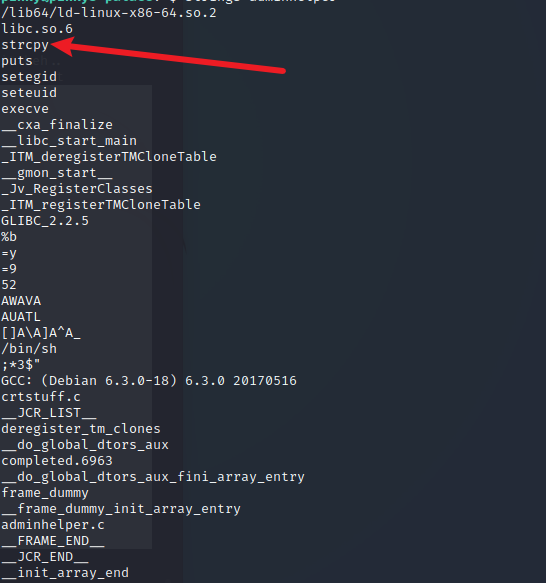 /lib64/ld-linux-x86-64.so.2
libc.so.6
strcpy
puts
setegid
seteuid
execve
__cxa_finalize
__libc_start_main
_ITM_deregisterTMCloneTable
__gmon_start__
_Jv_RegisterClasses
_ITM_registerTMCloneTable
GLIBC_2.2.5
%b
=y
=9
52
AWAVA
AUATL
[]A\A]A^A_
/bin/sh
;*3$"
GCC: (Debian 6.3.0-18) 6.3.0 20170516
crtstuff.c
__JCR_LIST__
deregister_tm_clones
__do_global_dtors_aux
completed.6963
__do_global_dtors_aux_fini_array_entry
frame_dummy
__frame_dummy_init_array_entry
adminhelper.c
__FRAME_END__
__JCR_END__
__init_array_end